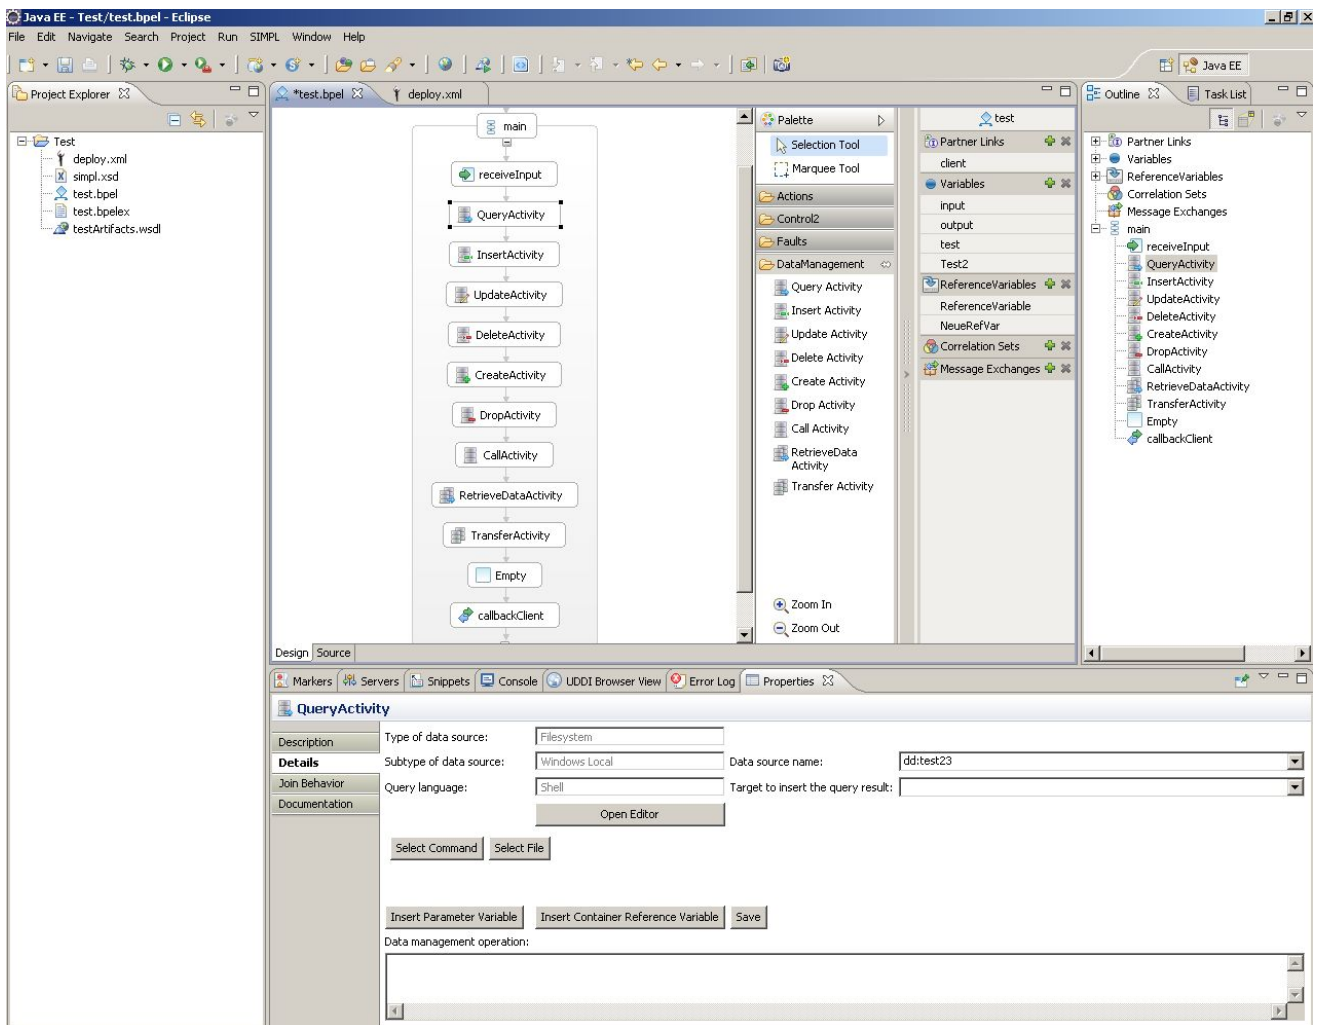 Java EE - Test/test.bpel - Eclipse
File Edit Navigate Search Project Run SIMPL Window Help
Java EE
Project Explorer
Test
deploy.xml
simpl.xsd
test.bpel
test.bpelex
testArtifacts.wsdl
*test.bpel
deploy.xml
main
receiveInput
QueryActivity
InsertActivity
UpdateActivity
DeleteActivity
CreateActivity
DropActivity
CallActivity
RetrieveDataActivity
TransferActivity
Empty
callbackClient
Design Source
Palette
Selection Tool
Marquee Tool
Actions
Control2
Faults
DataManagement
Query Activity
Insert Activity
Update Activity
Delete Activity
Create Activity
Drop Activity
Call Activity
RetrieveData
Activity
Transfer Activity
Zoom In
Zoom Out
test
Partner Links
client
Variables
input
output
test
Test2
ReferenceVariables
ReferenceVariable
NeueRefVar
Correlation Sets
Message Exchanges
Outline
Task List
Partner Links
Variables
ReferenceVariables
Correlation Sets
Message Exchanges
main
receiveInput
QueryActivity
InsertActivity
UpdateActivity
DeleteActivity
CreateActivity
DropActivity
CallActivity
RetrieveDataActivity
TransferActivity
Empty
callbackClient
Markers Servers Snippets Console UDDI Browser View Error Log Properties
QueryActivity
Description
Details
Join Behavior
Documentation
Type of data source: Filesystem
Subtype of data source: Windows Local Data source name: dd:test23
Query language: Shell Target to insert the query result:
Open Editor
Select Command Select File
Insert Parameter Variable Insert Container Reference Variable Save
Data management operation: